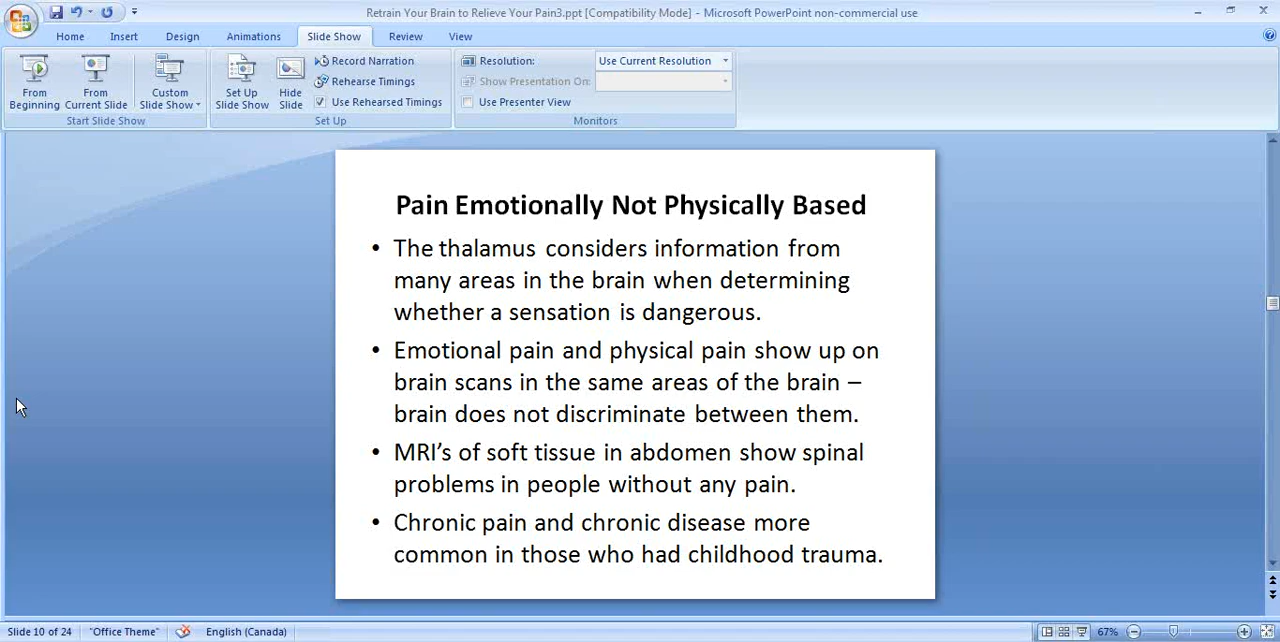 Retrain Your Brain to Relieve Your Pain3.ppt [Compatibility Mode] - Microsoft PowerPoint non-commercial use
Home Insert Design Animations Slide Show Review View
From Beginning
From Current Slide
Custom Slide Show
Start Slide Show
Set Up Slide Show
Hide Slide
Record Narration
Rehearse Timings
Use Rehearsed Timings
Set Up
Resolution: Use Current Resolution
Show Presentation On:
Use Presenter View
Monitors
Pain Emotionally Not Physically Based
• The thalamus considers information from
many areas in the brain when determining
whether a sensation is dangerous.
• Emotional pain and physical pain show up on
brain scans in the same areas of the brain –
brain does not discriminate between them.
• MRI’s of soft tissue in abdomen show spinal
problems in people without any pain.
• Chronic pain and chronic disease more
common in those who had childhood trauma.
Slide 10 of 24 "Office Theme" English (Canada) 67%